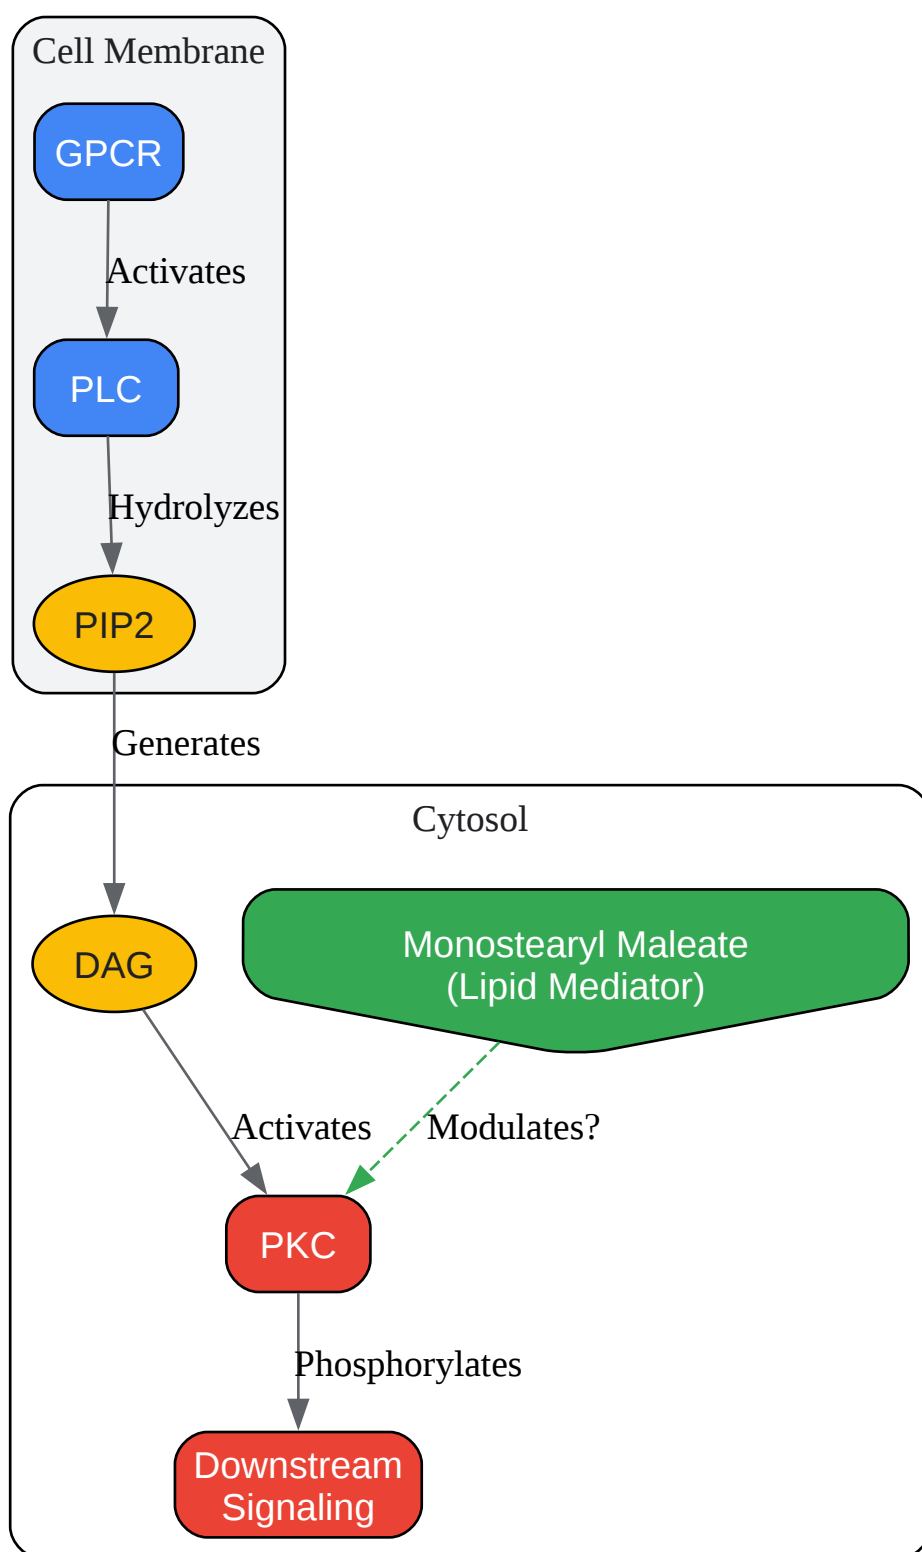 Cell Membrane
GPCR
Activates
PLC
Hydrolyzes
PIP2
Generates
Cytosol
DAG
Monostearyl Maleate
(Lipid Mediator)
Activates
Modulates?
PKC
Phosphorylates
Downstream
Signaling